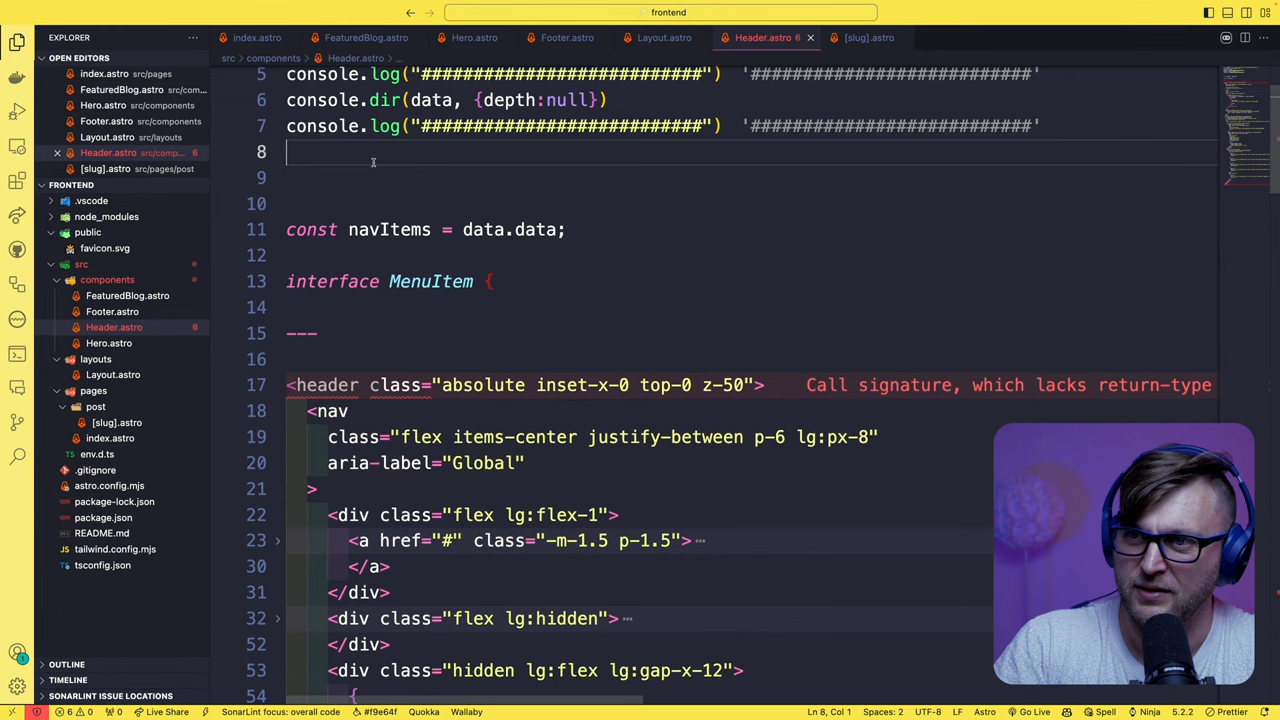 frontend
EXPLORER
index.astro
FeaturedBlog.astro
Hero.astro
Footer.astro
Layout.astro
Header.astro 6
[slug].astro
src > components > Header.astro > ...
OPEN EDITORS
index.astro src/pages
FeaturedBlog.astro src/com...
Hero.astro src/components
Footer.astro src/components
Layout.astro src/layouts
Header.astro src/comp... 6
[slug].astro src/pages/post
FRONTEND
.vscode
node_modules
public
favicon.svg
src
components
FeaturedBlog.astro
Footer.astro
Header.astro 6
Hero.astro
layouts
Layout.astro
pages
post
[slug].astro
index.astro
env.d.ts
.gitignore
astro.config.mjs
package-lock.json
package.json
README.md
tailwind.config.mjs
tsconfig.json
OUTLINE
TIMELINE
SONARLINT ISSUE LOCATIONS
5 console.log("###########################") '###########################'
6 console.dir(data, {depth:null})
7 console.log("###########################") '###########################'
8
9
10
11 const navItems = data.data;
12
13 interface MenuItem {
14
15 ---
16
17 <header class="absolute inset-x-0 top-0 z-50"> Call signature, which lacks return-type
18 <nav
19 class="flex items-center justify-between p-6 lg:px-8"
20 aria-label="Global"
21 >
22 <div class="flex lg:flex-1">
23 <a href="#" class="-m-1.5 p-1.5">⋯
30 </a>
31 </div>
32 <div class="flex lg:hidden">⋯
52 </div>
53 <div class="hidden lg:flex lg:gap-x-12">
54 {
6 0 0 Live Share SonarLint focus: overall code #f9e64f Quokka Wallaby Ln 8, Col 1 Spaces: 2 UTF-8 LF Astro Go Live Spell Ninja 5.2.2 Prettier
1